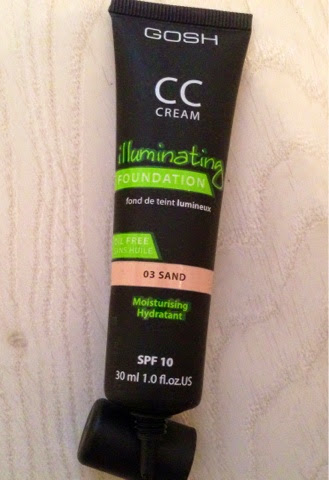 GOSH
CC
CREAM
illuminating
FOUNDATION
fond de teint lumineux
OIL FREE
SANS HUILE
03 SAND
Moisturising
Hydratant
SPF 10
30 ml 1.0 fl.oz.US